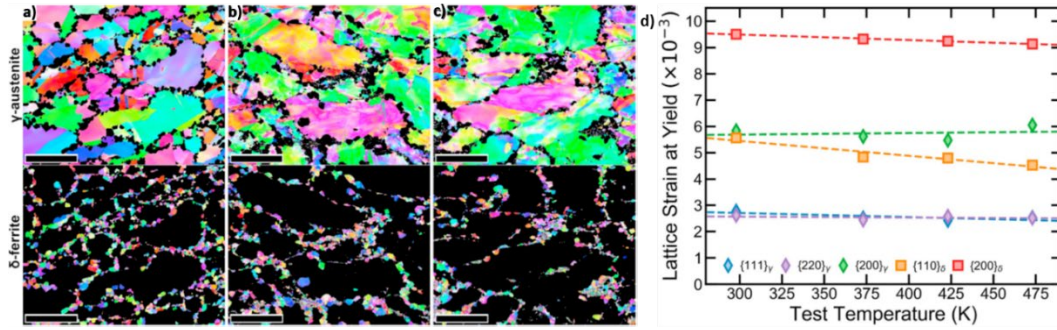 a)
b)
c)
γ-austenite
δ-ferrite
d)
Lattice Strain at Yield (×10⁻³)
10
9
8
7
6
5
4
3
2
1
0
{111}γ {220}γ {200}γ {110}δ {200}δ
300 325 350 375 400 425 450 475
Test Temperature (K)